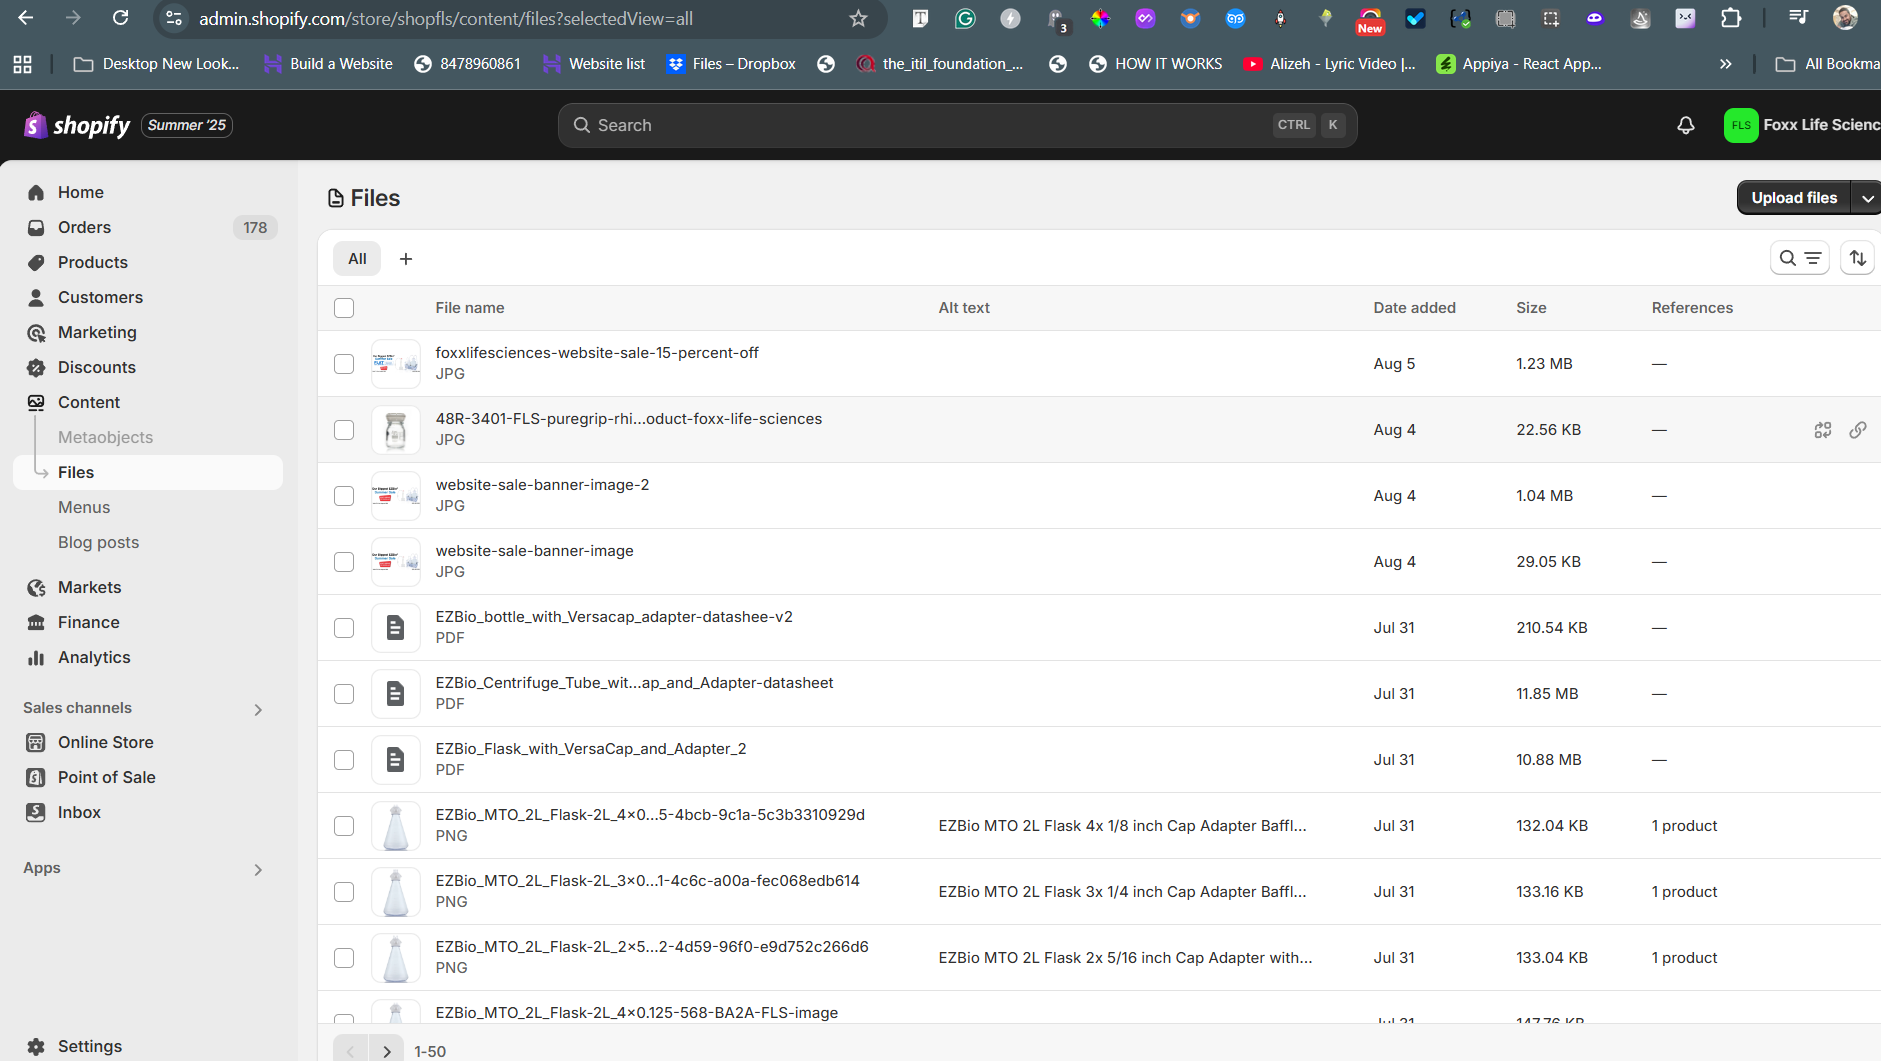 admin.shopify.com/store/shopfls/content/files?selectedView=all
3
New
Desktop New Look...
Build a Website
8478960861
Website list
Files – Dropbox
the_itil_foundation_...
HOW IT WORKS
Alizeh - Lyric Video |...
Appiya - React App...
All Bookma
shopify
Summer '25
Search
CTRL K
FLS
Foxx Life Scienc
Home
Orders 178
Products
Customers
Marketing
Discounts
Content
Metaobjects
Files
Menus
Blog posts
Markets
Finance
Analytics
Sales channels
Online Store
Point of Sale
Inbox
Apps
Settings
Files
Upload files
All
File name Alt text Date added Size References
foxxlifesciences-website-sale-15-percent-off
JPG
Aug 5 1.23 MB —
48R-3401-FLS-puregrip-rhi...oduct-foxx-life-sciences
JPG
Aug 4 22.56 KB —
website-sale-banner-image-2
JPG
Aug 4 1.04 MB —
website-sale-banner-image
JPG
Aug 4 29.05 KB —
EZBio_bottle_with_Versacap_adapter-datashee-v2
PDF
Jul 31 210.54 KB —
EZBio_Centrifuge_Tube_wit...ap_and_Adapter-datasheet
PDF
Jul 31 11.85 MB —
EZBio_Flask_with_VersaCap_and_Adapter_2
PDF
Jul 31 10.88 MB —
EZBio_MTO_2L_Flask-2L_4x0...5-4bcb-9c1a-5c3b3310929d
PNG
EZBio MTO 2L Flask 4x 1/8 inch Cap Adapter Baffl... Jul 31 132.04 KB 1 product
EZBio_MTO_2L_Flask-2L_3x0...1-4c6c-a00a-fec068edb614
PNG
EZBio MTO 2L Flask 3x 1/4 inch Cap Adapter Baffl... Jul 31 133.16 KB 1 product
EZBio_MTO_2L_Flask-2L_2x5...2-4d59-96f0-e9d752c266d6
PNG
EZBio MTO 2L Flask 2x 5/16 inch Cap Adapter with... Jul 31 133.04 KB 1 product
EZBio_MTO_2L_Flask-2L_4x0.125-568-BA2A-FLS-image
Jul 31 147.76 KB
1-50